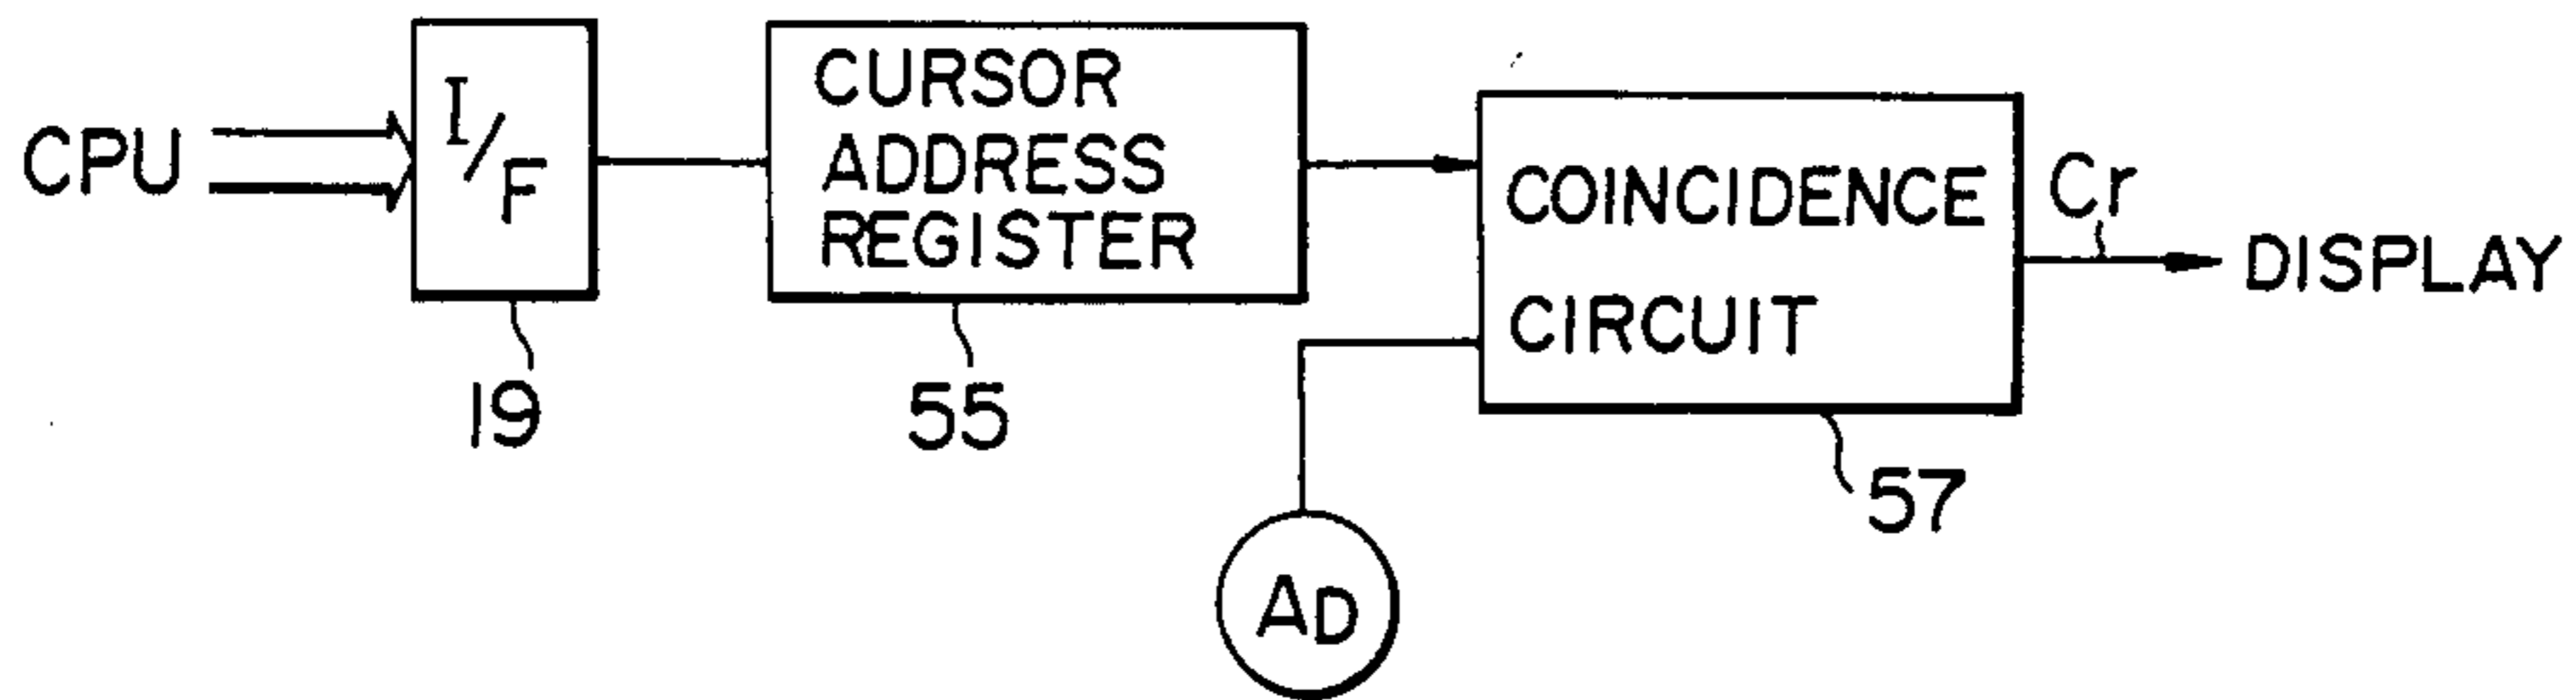 CPU
I/F
19
CURSOR
ADDRESS
REGISTER
55
COINCIDENCE
CIRCUIT
57
AD
Cr
DISPLAY